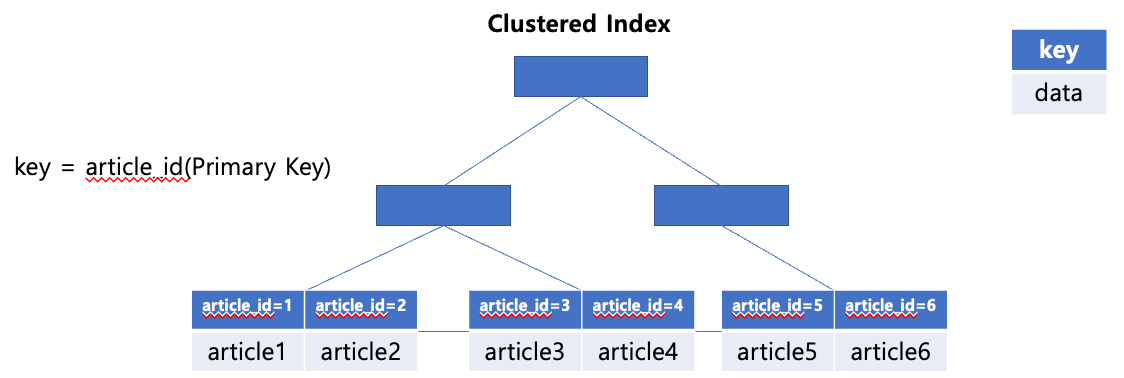 Clustered Index
key
data
key = article_id(Primary Key)
article_id=1 article_id=2 article_id=3 article_id=4 article_id=5 article_id=6
article1 article2 article3 article4 article5 article6